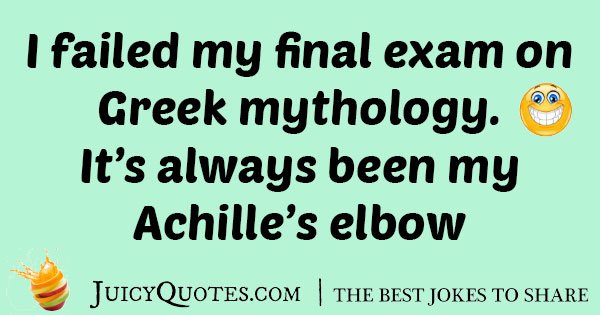 I failed my final exam on
Greek mythology.
It’s always been my
Achille’s elbow
JuicyQuotes.com | THE BEST JOKES TO SHARE